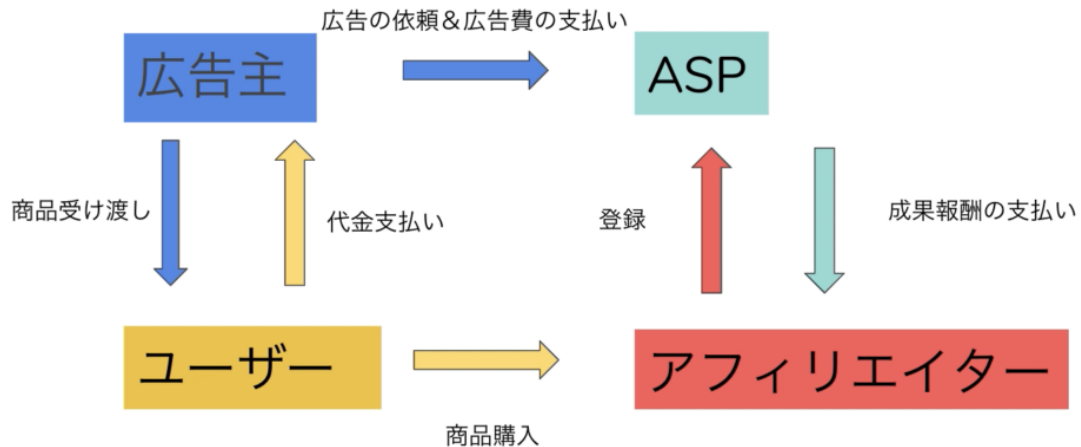 広告の依頼＆広告費の支払い
広告主
ASP
商品受け渡し
代金支払い
登録
成果報酬の支払い
ユーザー
アフィリエイター
商品購入